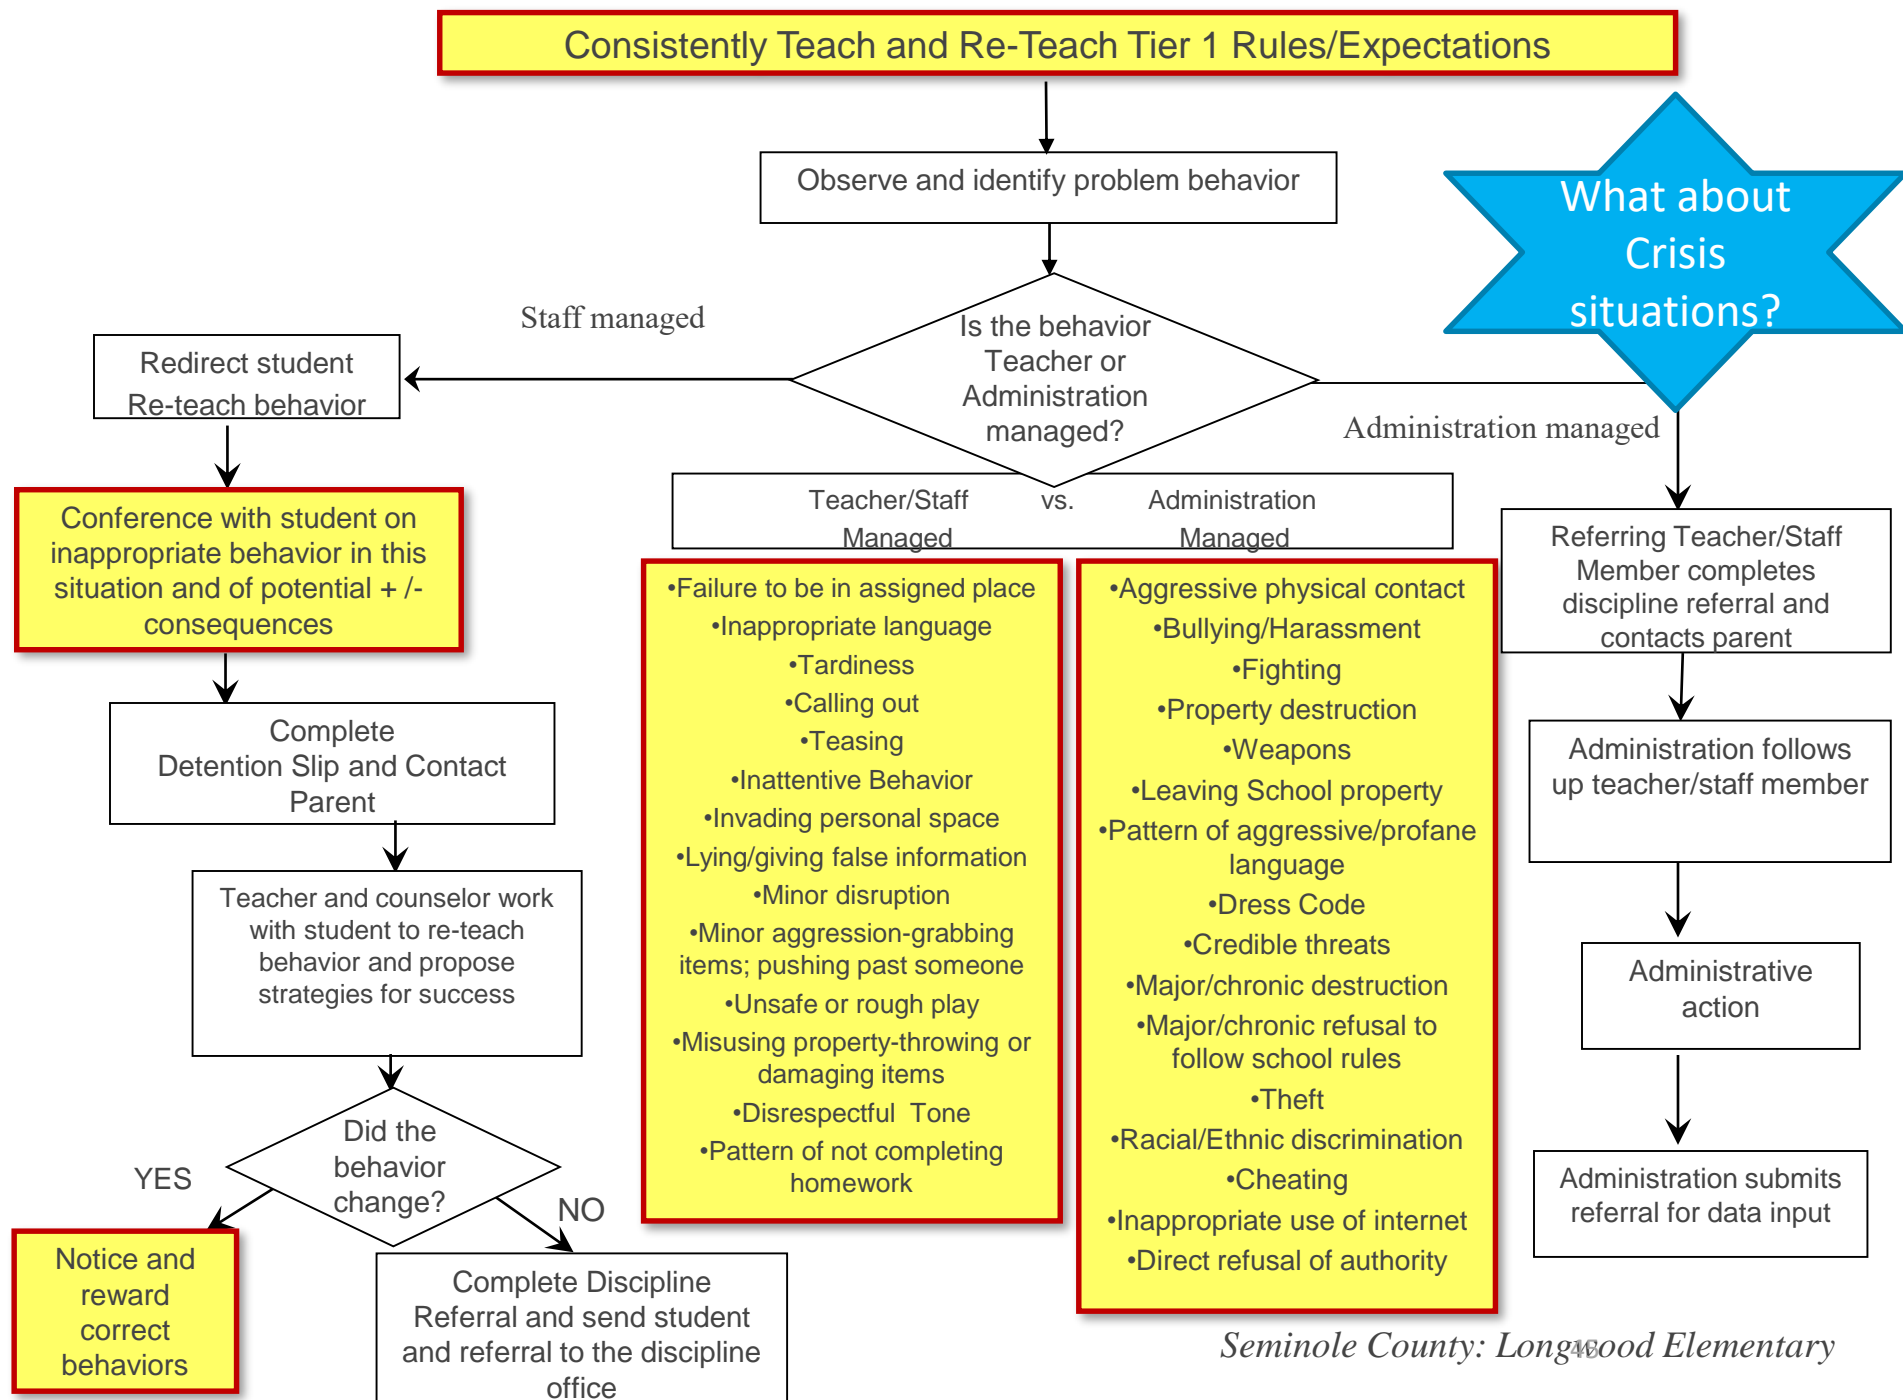 Consistently Teach and Re-Teach Tier 1 Rules/Expectations
Observe and identify problem behavior
What about
Crisis
situations?
Staff managed
Is the behavior
Teacher or
Administration
managed?
Administration managed
Redirect student
Re-teach behavior
Conference with student on
inappropriate behavior in this
situation and of potential + /-
consequences
Complete
Detention Slip and Contact
Parent
Teacher and counselor work
with student to re-teach
behavior and propose
strategies for success
Did the
behavior
change?
YES
NO
Notice and
reward
correct
behaviors
Complete Discipline
Referral and send student
and referral to the discipline
office
Teacher/Staff vs. Administration
Managed Managed
•Failure to be in assigned place
•Inappropriate language
•Tardiness
•Calling out
•Teasing
•Inattentive Behavior
•Invading personal space
•Lying/giving false information
•Minor disruption
•Minor aggression-grabbing
items; pushing past someone
•Unsafe or rough play
•Misusing property-throwing or
damaging items
•Disrespectful  Tone
•Pattern of not completing
homework
•Aggressive physical contact
•Bullying/Harassment
•Fighting
•Property destruction
•Weapons
•Leaving School property
•Pattern of aggressive/profane
language
•Dress Code
•Credible threats
•Major/chronic destruction
•Major/chronic refusal to
follow school rules
•Theft
•Racial/Ethnic discrimination
•Cheating
•Inappropriate use of internet
•Direct refusal of authority
Referring Teacher/Staff
Member completes
discipline referral and
contacts parent
Administration follows
up teacher/staff member
Administrative
action
Administration submits
referral for data input
Seminole County: Longwood Elementary
45